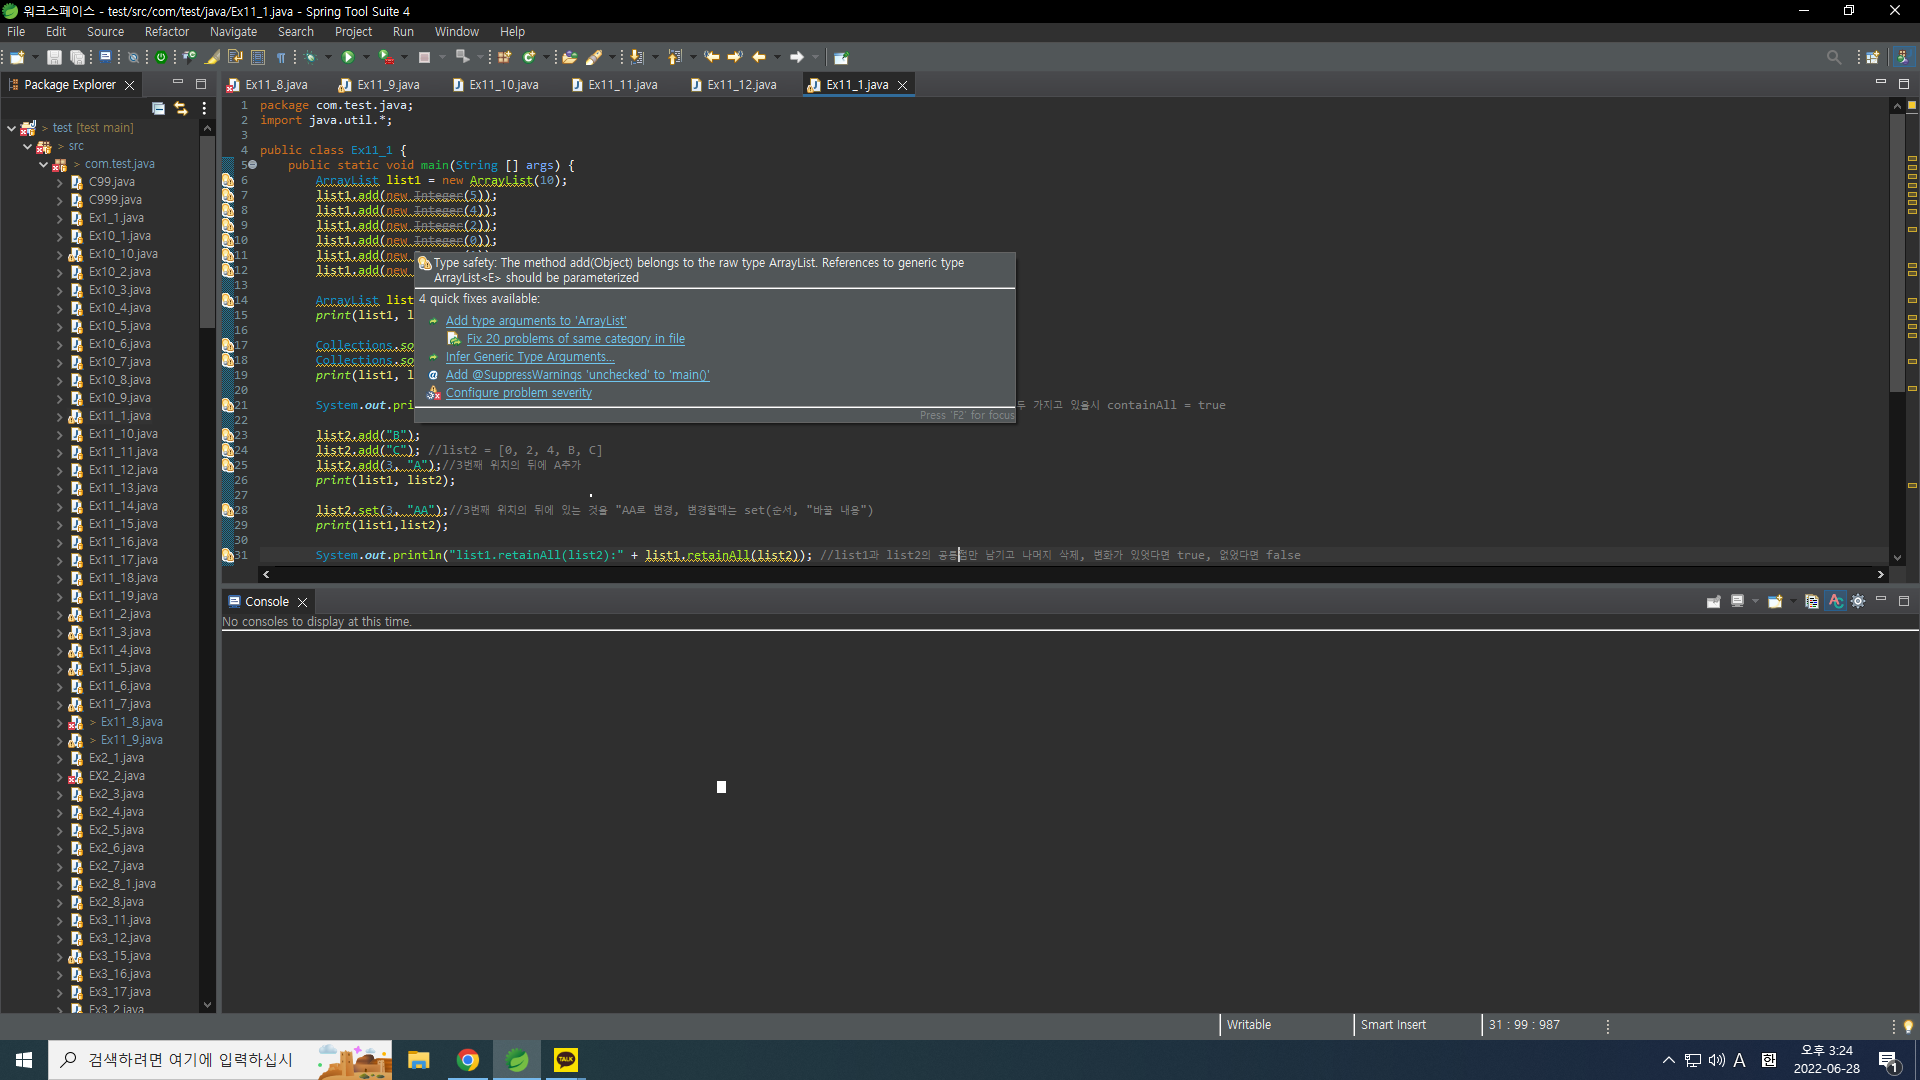 워크스페이스 - test/src/com/test/java/Ex11_1.java - Spring Tool Suite 4
File Edit Source Refactor Navigate Search Project Run Window Help
Package Explorer
Ex11_8.java Ex11_9.java Ex11_10.java Ex11_11.java Ex11_12.java Ex11_1.java
> test [test main]
> src
> com.test.java
C99.java
C999.java
Ex1_1.java
Ex10_1.java
Ex10_10.java
Ex10_2.java
Ex10_3.java
Ex10_4.java
Ex10_5.java
Ex10_6.java
Ex10_7.java
Ex10_8.java
Ex10_9.java
Ex11_1.java
Ex11_10.java
Ex11_11.java
Ex11_12.java
Ex11_13.java
Ex11_14.java
Ex11_15.java
Ex11_16.java
Ex11_17.java
Ex11_18.java
Ex11_19.java
Ex11_2.java
Ex11_3.java
Ex11_4.java
Ex11_5.java
Ex11_6.java
Ex11_7.java
> Ex11_8.java
> Ex11_9.java
Ex2_1.java
EX2_2.java
Ex2_3.java
Ex2_4.java
Ex2_5.java
Ex2_6.java
Ex2_7.java
Ex2_8_1.java
Ex2_8.java
Ex3_11.java
Ex3_12.java
Ex3_15.java
Ex3_16.java
Ex3_17.java
Ex3_2.java
1 package com.test.java;
2 import java.util.*;
3
4 public class Ex11_1 {
5 public static void main(String [] args) {
6 ArrayList list1 = new ArrayList(10);
7 list1.add(new Integer(5));
8 list1.add(new Integer(4));
9 list1.add(new Integer(2));
10 list1.add(new Integer(0));
11 list1.add(new
12 list1.add(new
13
14 ArrayList list
15 print(list1, l
16
17 Collections.so
18 Collections.so
19 print(list1, l
20
21 System.out.pri 두 가지고 있을시 containAll = true
22
23 list2.add("B");
24 list2.add("C"); //list2 = [0, 2, 4, B, C]
25 list2.add(3, "A");//3번째 위치의 뒤에 A추가
26 print(list1, list2);
27
28 list2.set(3, "AA");//3번째 위치의 뒤에 있는 것을 "AA로 변경, 변경할때는 set(순서, "바꿀 내용")
29 print(list1,list2);
30
31 System.out.println("list1.retainAll(list2):" + list1.retainAll(list2)); //list1과 list2의 공통점만 남기고 나머지 삭제, 변화가 있엇다면 true, 없었다면 false
Type safety: The method add(Object) belongs to the raw type ArrayList. References to generic type
ArrayList<E> should be parameterized
4 quick fixes available:
Add type arguments to 'ArrayList'
Fix 20 problems of same category in file
Infer Generic Type Arguments...
Add @SuppressWarnings 'unchecked' to 'main()'
Configure problem severity
Press 'F2' for focus
Console
No consoles to display at this time.
Writable Smart Insert 31 : 99 : 987
검색하려면 여기에 입력하십시
TALK
A
오후 3:24
2022-06-28
1